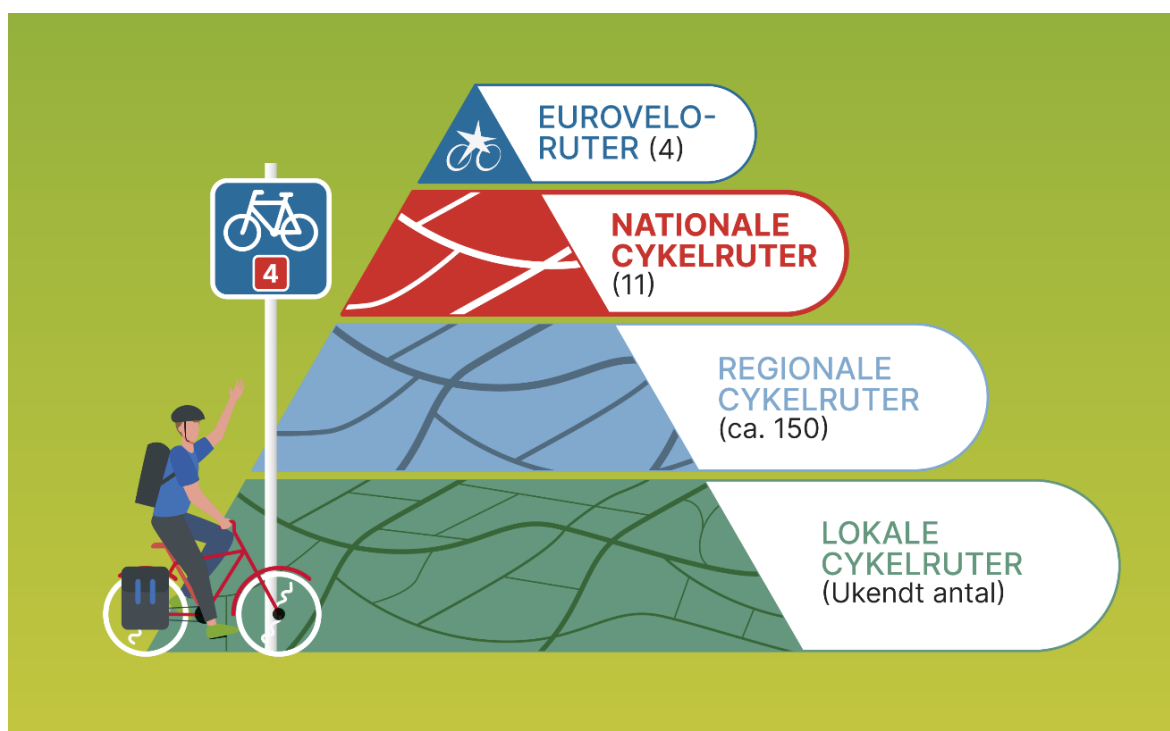 EUROVELO-
RUTER (4)
NATIONALE
CYKELRUTER
(11)
4
REGIONALE
CYKELRUTER
(ca. 150)
LOKALE
CYKELRUTER
(Ukendt antal)